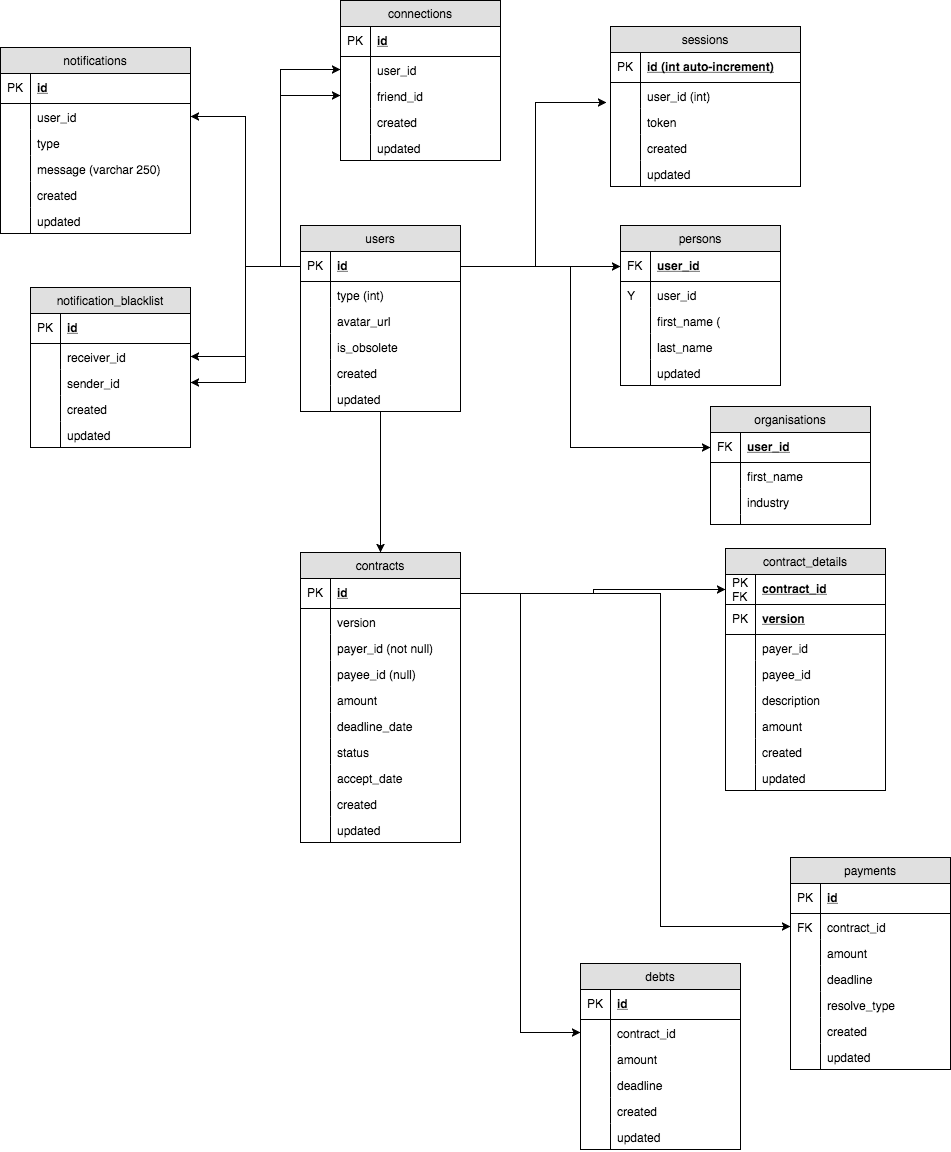 connections
PK id
user_id
friend_id
created
updated
sessions
PK id (int auto-increment)
user_id (int)
token
created
updated
notifications
PK id
user_id
type
message (varchar 250)
created
updated
users
PK id
type (int)
avatar_url
is_obsolete
created
updated
persons
FK user_id
Y user_id
first_name (
last_name
updated
notification_blacklist
PK id
receiver_id
sender_id
created
updated
organisations
FK user_id
first_name
industry
contracts
PK id
version
payer_id (not null)
payee_id (null)
amount
deadline_date
status
accept_date
created
updated
contract_details
PK
FK contract_id
PK version
payer_id
payee_id
description
amount
created
updated
payments
PK id
FK contract_id
amount
deadline
resolve_type
created
updated
debts
PK id
contract_id
amount
deadline
created
updated